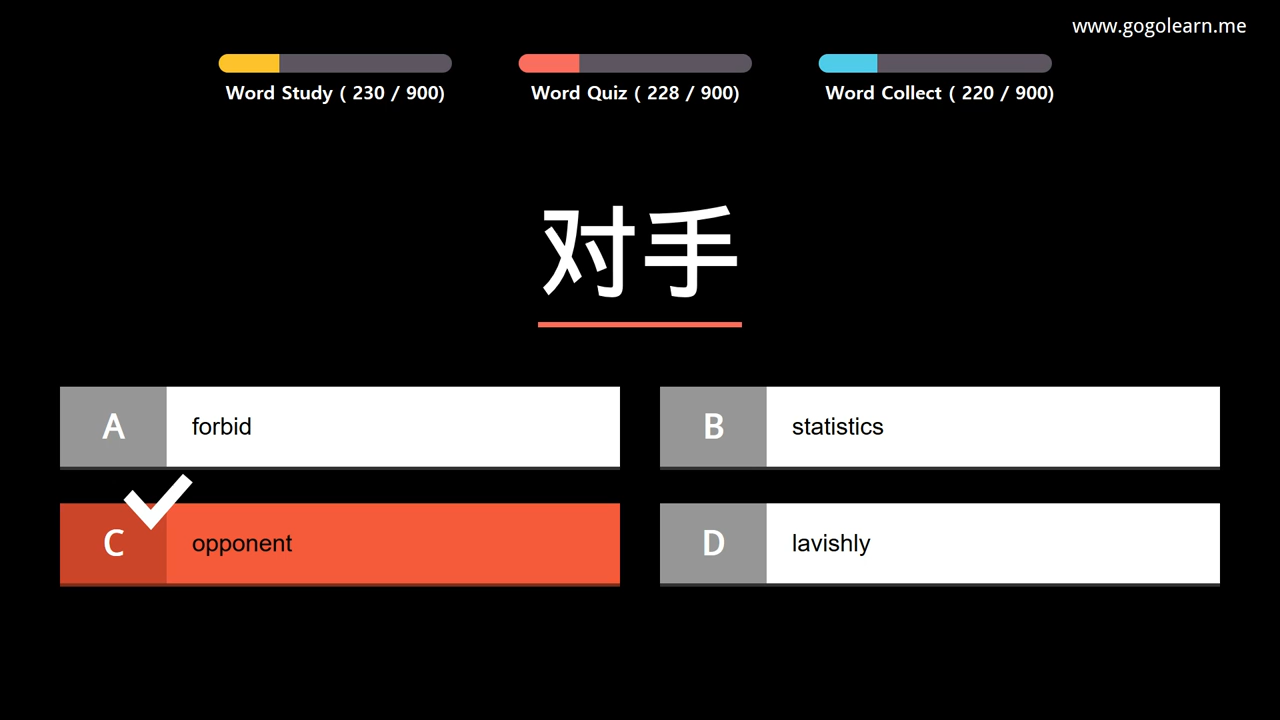 www.gogolearn.me
Word Study ( 230 / 900)
Word Quiz ( 228 / 900)
Word Collect ( 220 / 900)
对手
A forbid
B statistics
C opponent
D lavishly